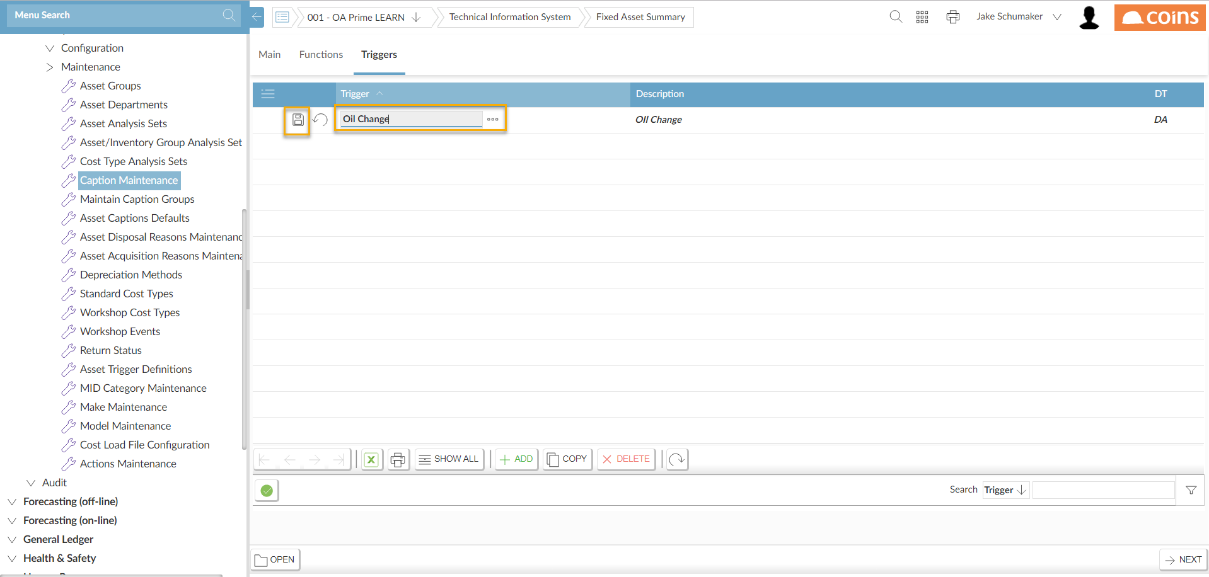 Menu Search
001 - OA Prime LEARN
Technical Information System
Fixed Asset Summary
Jake Schumaker
coins
Configuration
Maintenance
Asset Groups
Asset Departments
Asset Analysis Sets
Asset/Inventory Group Analysis Set
Cost Type Analysis Sets
Caption Maintenance
Maintain Caption Groups
Asset Captions Defaults
Asset Disposal Reasons Maintenanc
Asset Acquisition Reasons Maintena
Depreciation Methods
Standard Cost Types
Workshop Cost Types
Workshop Events
Return Status
Asset Trigger Definitions
MID Category Maintenance
Make Maintenance
Model Maintenance
Cost Load File Configuration
Actions Maintenance
Audit
Forecasting (off-line)
Forecasting (on-line)
General Ledger
Health & Safety
Main Functions Triggers
Trigger Description DT
Oil Change Oil Change DA
SHOW ALL ADD COPY DELETE
Search Trigger
OPEN NEXT